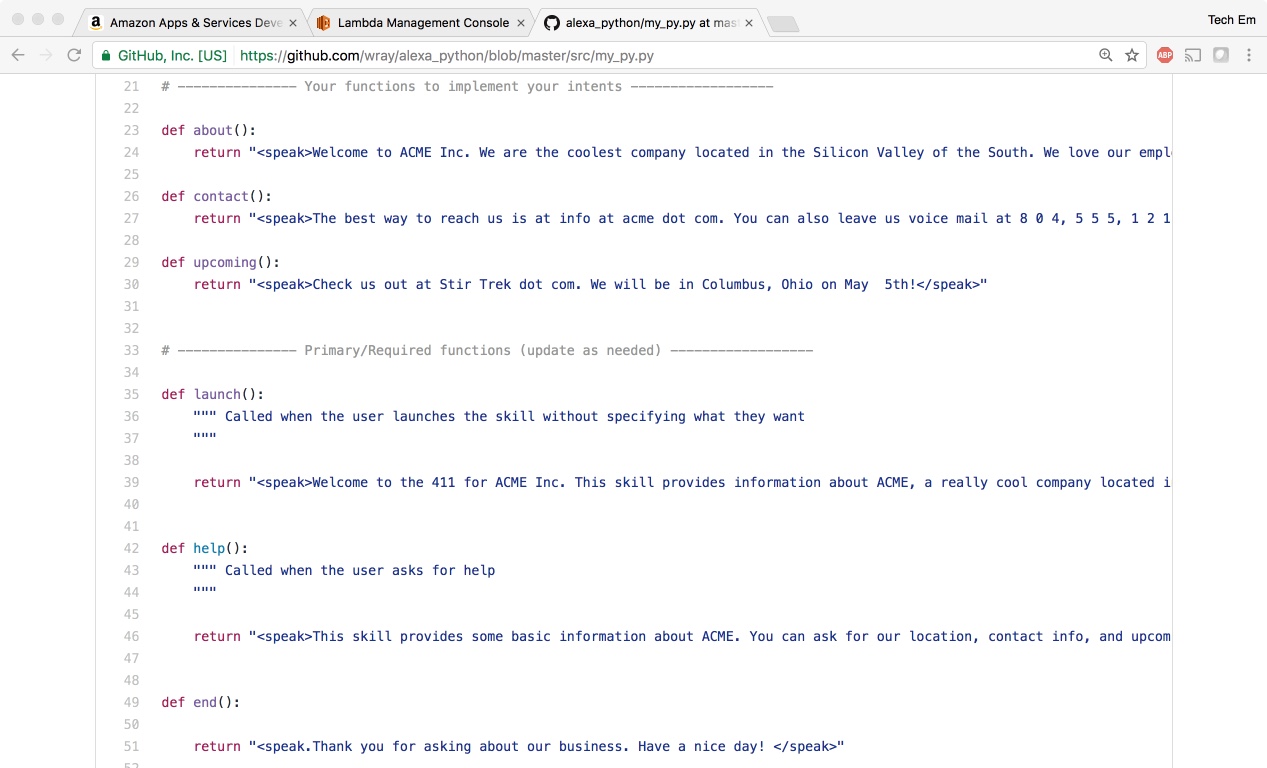 Amazon Apps & Services Deve
Lambda Management Console
alexa_python/my_py.py at mas
Tech Em
GitHub, Inc. [US]
https://github.com/wray/alexa_python/blob/master/src/my_py.py
ABP
21 # --------------- Your functions to implement your intents ------------------
22
23 def about():
24     return "<speak>Welcome to ACME Inc. We are the coolest company located in the Silicon Valley of the South. We love our empl
25
26 def contact():
27     return "<speak>The best way to reach us is at info at acme dot com. You can also leave us voice mail at 8 0 4, 5 5 5, 1 2 1
28
29 def upcoming():
30     return "<speak>Check us out at Stir Trek dot com. We will be in Columbus, Ohio on May  5th!</speak>"
31
32
33 # --------------- Primary/Required functions (update as needed) ------------------
34
35 def launch():
36     """ Called when the user launches the skill without specifying what they want
37     """
38
39     return "<speak>Welcome to the 411 for ACME Inc. This skill provides information about ACME, a really cool company located i
40
41
42 def help():
43     """ Called when the user asks for help
44     """
45
46     return "<speak>This skill provides some basic information about ACME. You can ask for our location, contact info, and upcom
47
48
49 def end():
50
51     return "<speak.Thank you for asking about our business. Have a nice day! </speak>"
52